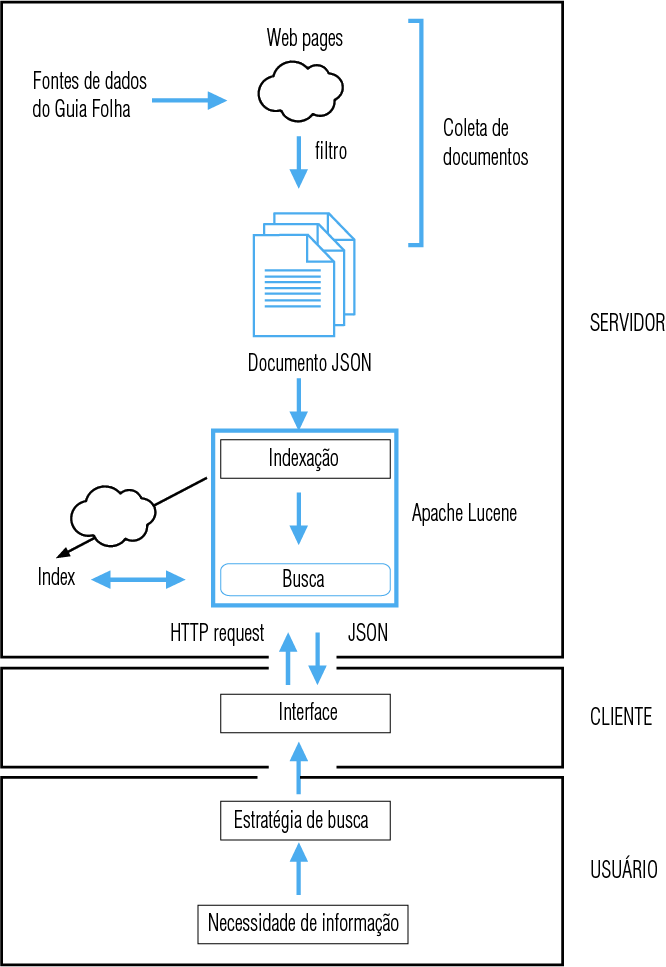 Web pages
Fontes de dados
do Guia Folha
filtro
Coleta de
documentos
Documento JSON
SERVIDOR
Indexação
Apache Lucene
Index
Busca
HTTP request
JSON
Interface
CLIENTE
Estratégia de busca
USUÁRIO
Necessidade de informação